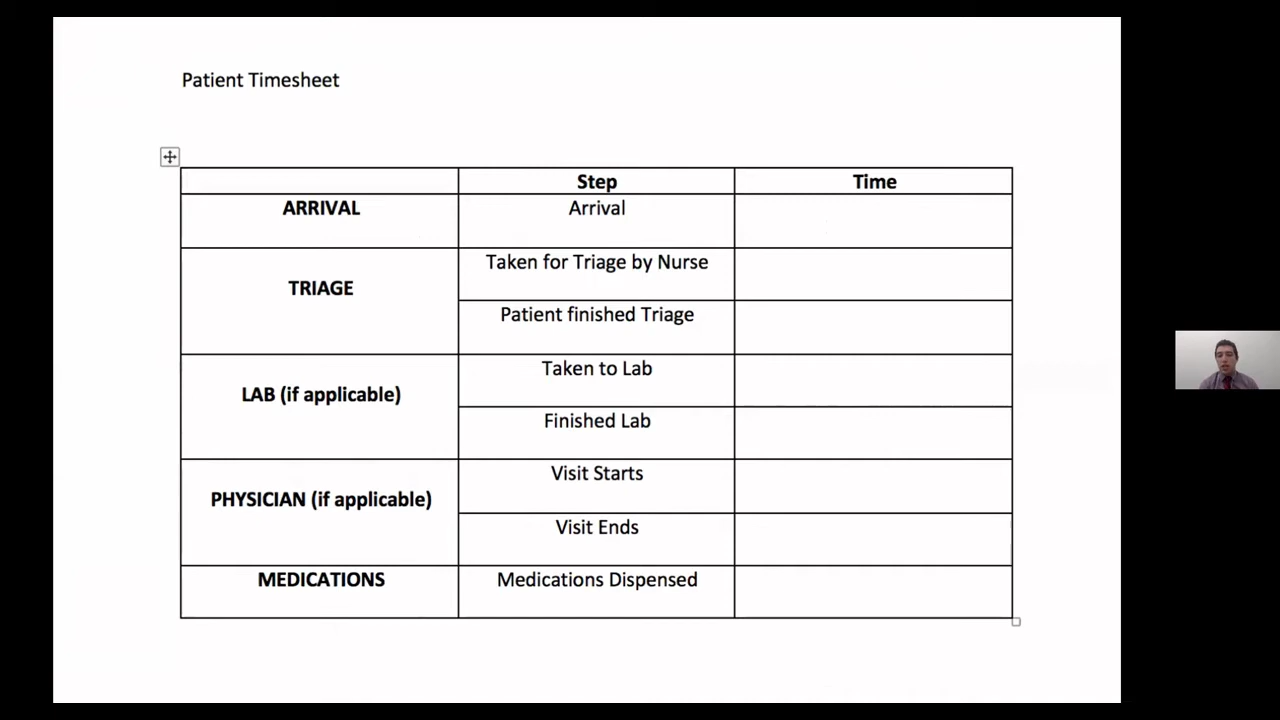 Patient Timesheet
Step
Time
ARRIVAL
Arrival
TRIAGE
Taken for Triage by Nurse
Patient finished Triage
LAB (if applicable)
Taken to Lab
Finished Lab
PHYSICIAN (if applicable)
Visit Starts
Visit Ends
MEDICATIONS
Medications Dispensed